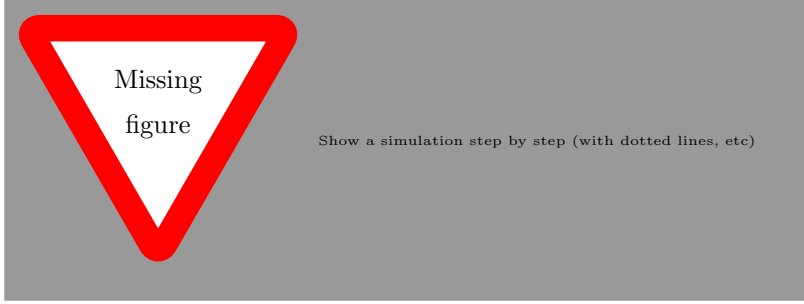 Missing
figure
Show a simulation step by step (with dotted lines, etc)